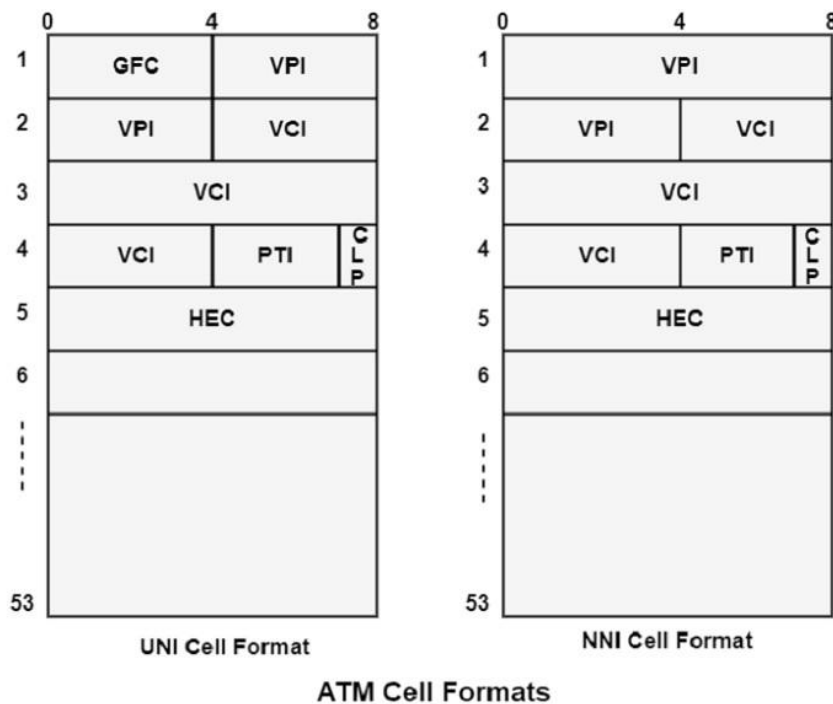 0 4 8 0 4 8
1 GFC VPI 1 VPI
2 VPI VCI 2 VPI VCI
3 VCI 3 VCI
4 VCI PTI CLP 4 VCI PTI CLP
5 HEC 5 HEC
6 6
53 53
UNI Cell Format NNI Cell Format
ATM Cell Formats